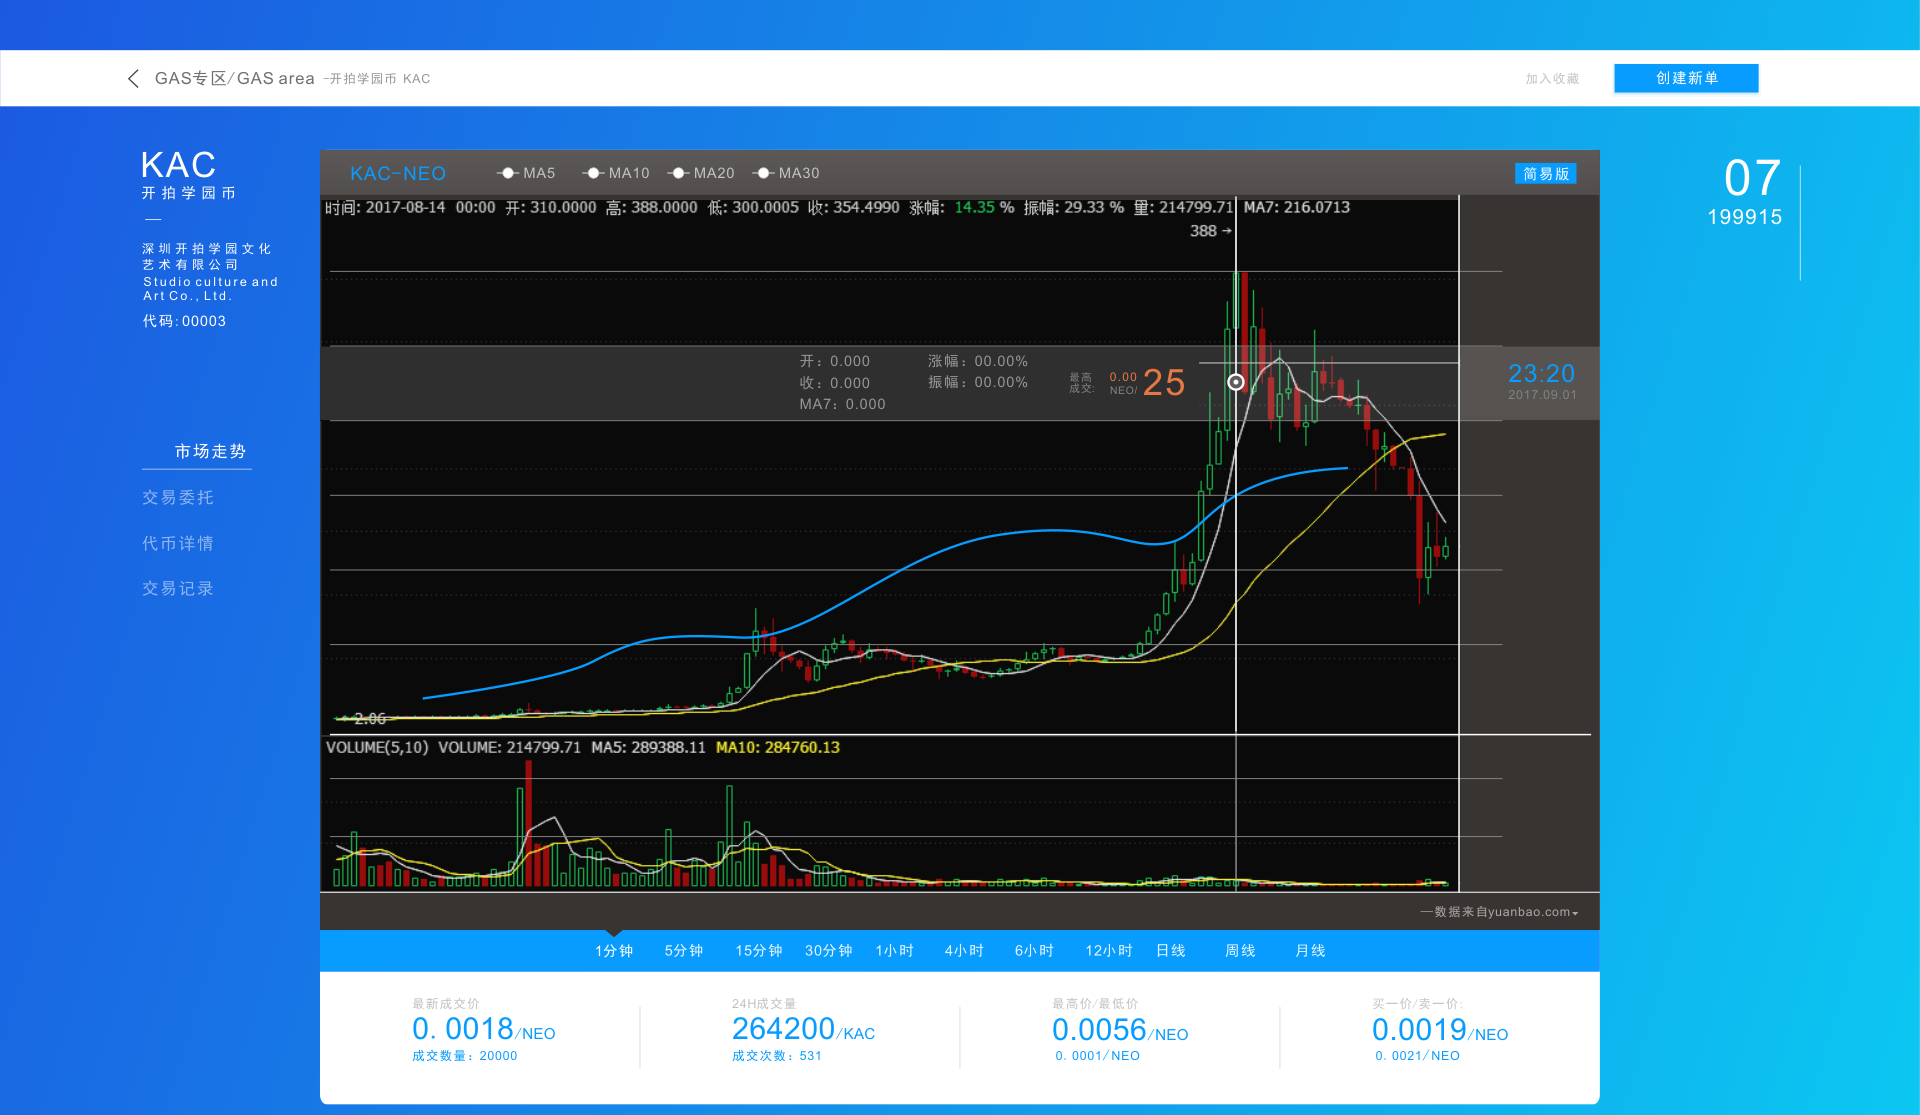 GAS专区/GAS area -开拍学园币 KAC
加入收藏
创建新单
KAC
开拍学园币
深圳开拍学园文化
艺术有限公司
Studio culture and
Art Co., Ltd.
代码:00003
市场走势
交易委托
代币详情
交易记录
KAC-NEO MA5 MA10 MA20 MA30
简易版
时间: 2017-08-14 00:00 开: 310.0000 高: 388.0000 低: 300.0005 收: 354.4990 涨幅: 14.35 % 振幅: 29.33 % 量: 214799.71 MA7: 216.0713
388→
开: 0.000 涨幅: 00.00%
收: 0.000 振幅: 00.00%
MA7: 0.000
最高
成交:
0.00
NEO/
25
23:20
2017.09.01
←2.06
VOLUME(5,10) VOLUME: 214799.71 MA5: 289388.11 MA10: 284760.13
—数据来自yuanbao.com
1分钟 5分钟 15分钟 30分钟 1小时 4小时 6小时 12小时 日线 周线 月线
最新成交价
0.0018/NEO
成交数量: 20000
24H成交量
264200/KAC
成交次数: 531
最高价/最低价
0.0056/NEO
0.0001/NEO
买一价/卖一价:
0.0019/NEO
0.0021/NEO
07
199915